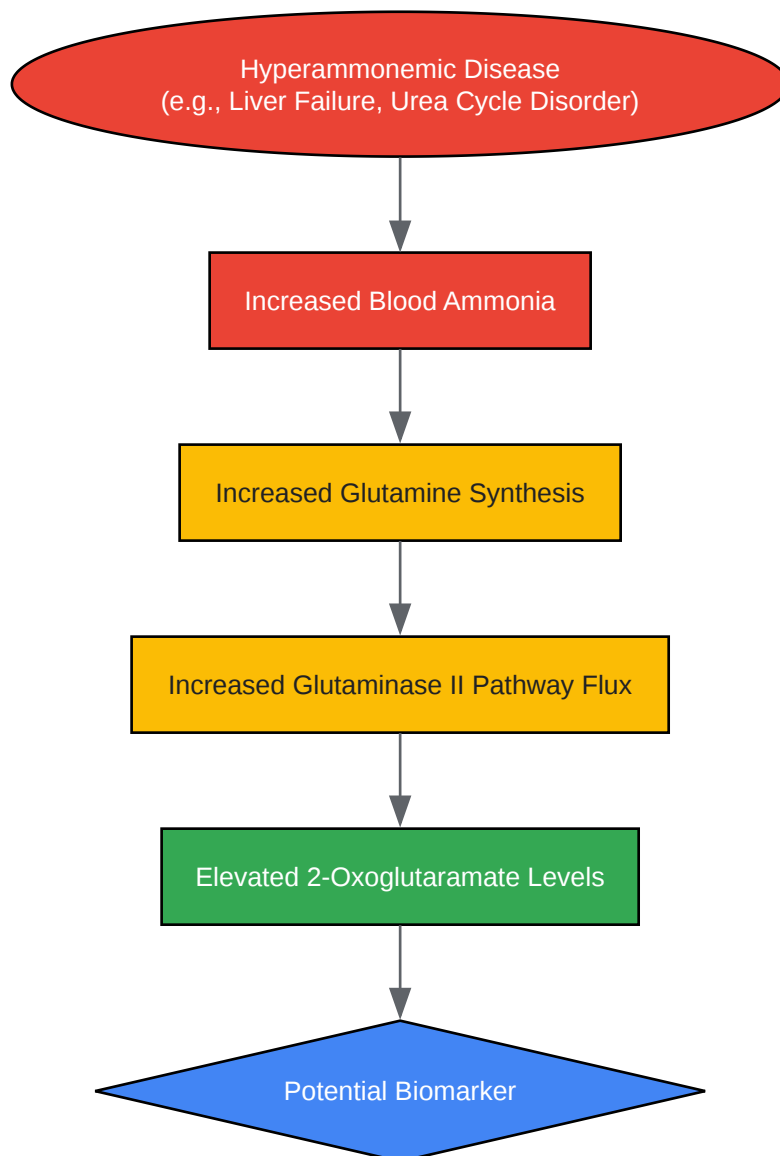 Hyperammonemic Disease
(e.g., Liver Failure, Urea Cycle Disorder)
Increased Blood Ammonia
Increased Glutamine Synthesis
Increased Glutaminase II Pathway Flux
Elevated 2-Oxoglutaramate Levels
Potential Biomarker